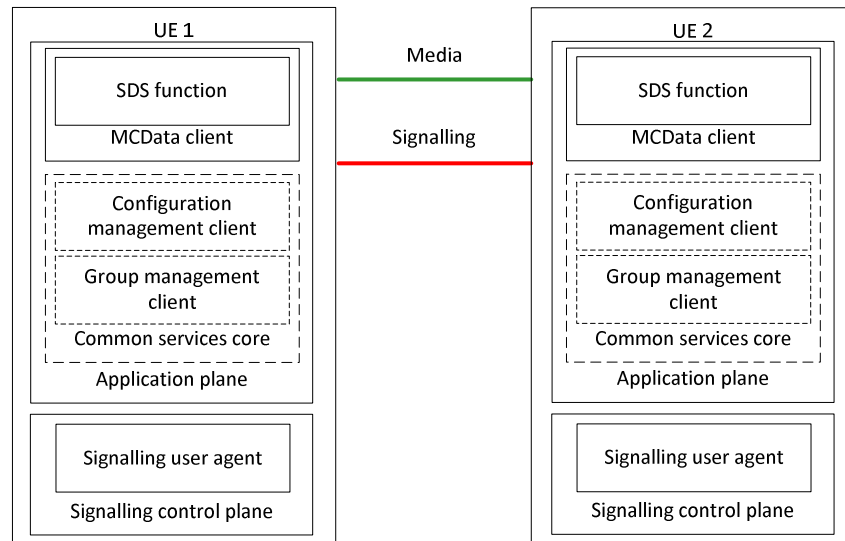 UE 1
SDS function
MCData client
Configuration
management client
Group management
client
Common services core
Application plane
Signalling user agent
Signalling control plane
Media
Signalling
UE 2
SDS function
MCData client
Configuration
management client
Group management
client
Common services core
Application plane
Signalling user agent
Signalling control plane